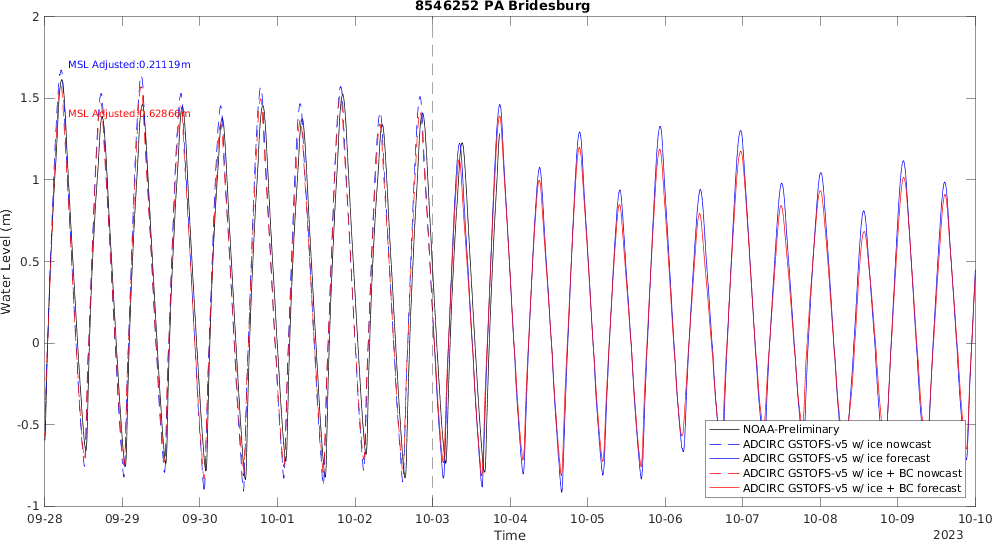 8546252 PA Bridesburg
Water Level (m)
2
1.5
1
0.5
0
-0.5
-1
MSL Adjusted:0.21119m
MSL Adjusted:0.62866m
NOAA-Preliminary
ADCIRC GSTOFS-v5 w/ ice nowcast
ADCIRC GSTOFS-v5 w/ ice forecast
ADCIRC GSTOFS-v5 w/ ice + BC nowcast
ADCIRC GSTOFS-v5 w/ ice + BC forecast
09-28 09-29 09-30 10-01 10-02 10-03 10-04 10-05 10-06 10-07 10-08 10-09 10-10
Time
2023